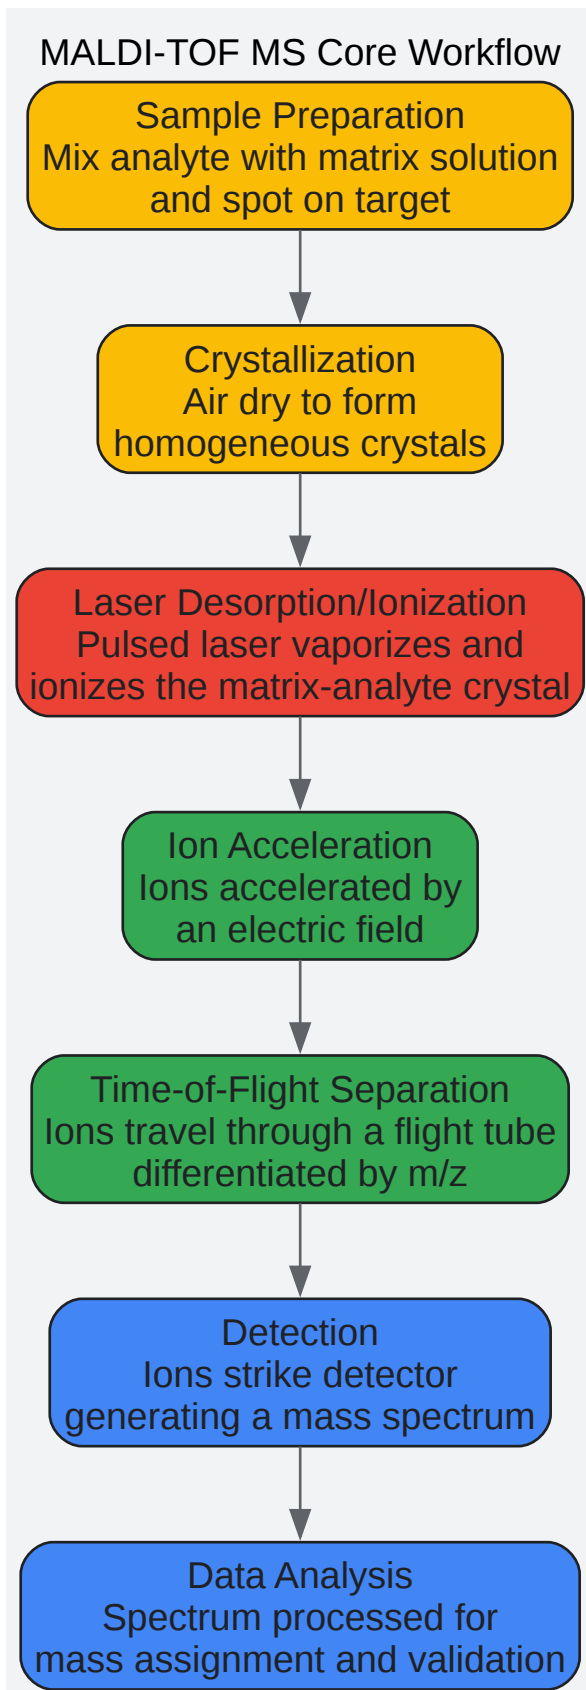 MALDI-TOF MS Core Workflow
Sample Preparation
Mix analyte with matrix solution
and spot on target
Crystallization
Air dry to form
homogeneous crystals
Laser Desorption/Ionization
Pulsed laser vaporizes and
ionizes the matrix-analyte crystal
Ion Acceleration
Ions accelerated by
an electric field
Time-of-Flight Separation
Ions travel through a flight tube
differentiated by m/z
Detection
Ions strike detector
generating a mass spectrum
Data Analysis
Spectrum processed for
mass assignment and validation